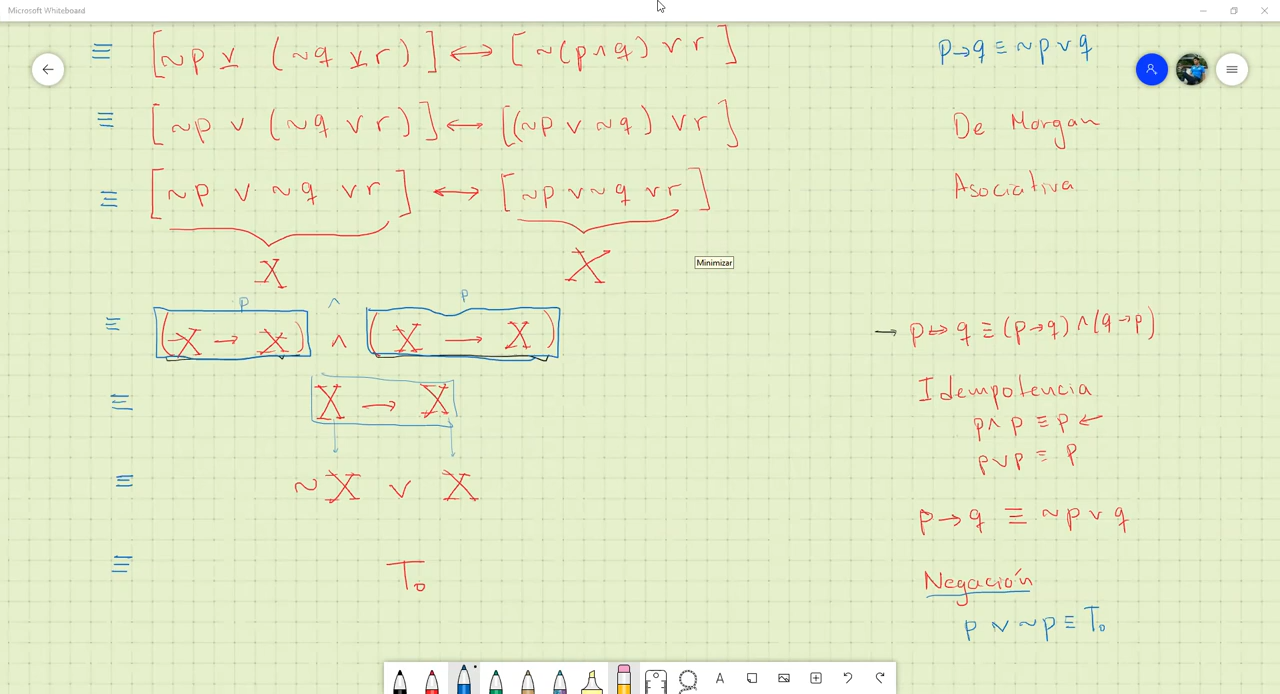 Microsoft Whiteboard
≡ [~p ∨ (~q ∨ r)] ↔ [~(p ∧ q) ∨ r] p→q ≡ ~p ∨ q
≡ [~p ∨ (~q ∨ r)] ↔ [(~p ∨ ~q) ∨ r] De Morgan
≡ [~p ∨ ~q ∨ r] ↔ [~p ∨ ~q ∨ r] Asociativa
X X
Minimizar
p ∧ p
≡ (X → X) ∧ (X → X) → p ↔ q ≡ (p→q) ∧ (q→p)
≡ X → X Idempotencia
p ∧ p ≡ p ←
p ∨ p ≡ p
≡ ~X ∨ X p → q ≡ ~p ∨ q
≡ T₀ Negación
p ∨ ~p ≡ T₀
A